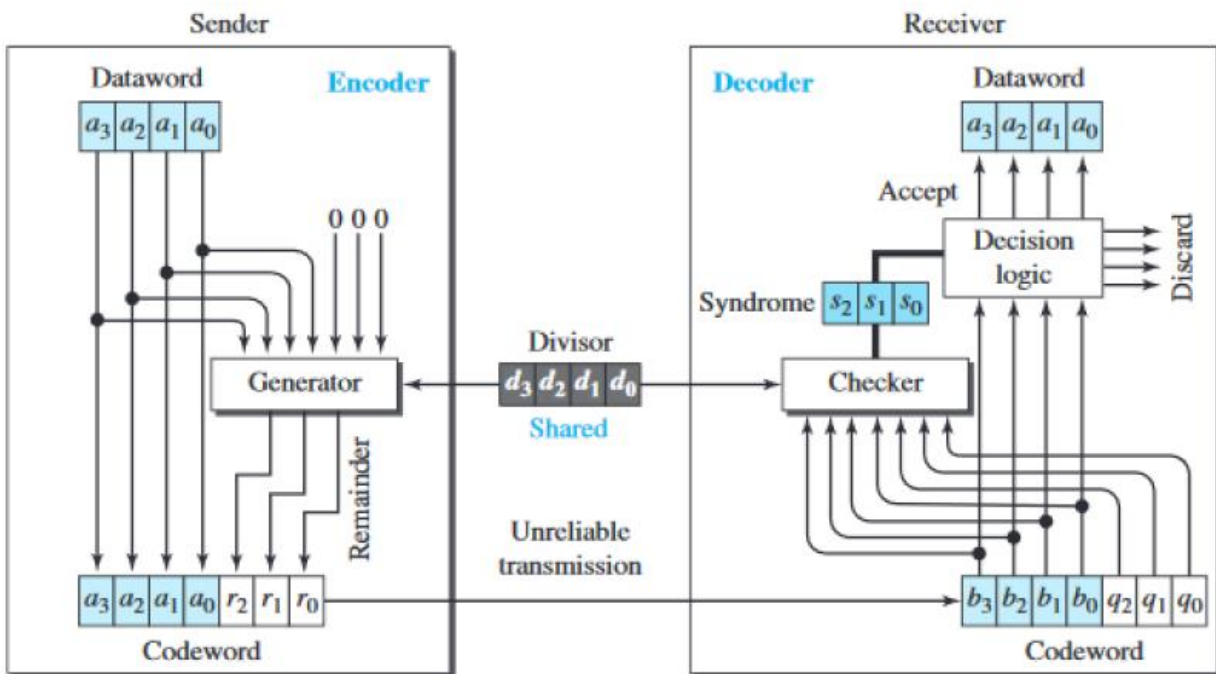 Sender
Encoder
Dataword
a3 a2 a1 a0
0 0 0
Generator
Remainder
a3 a2 a1 a0 r2 r1 r0
Codeword
Divisor
d3 d2 d1 d0
Shared
Unreliable
transmission
Receiver
Decoder
Dataword
a3 a2 a1 a0
Accept
Decision
logic
Discard
Syndrome
s2 s1 s0
Checker
b3 b2 b1 b0 q2 q1 q0
Codeword